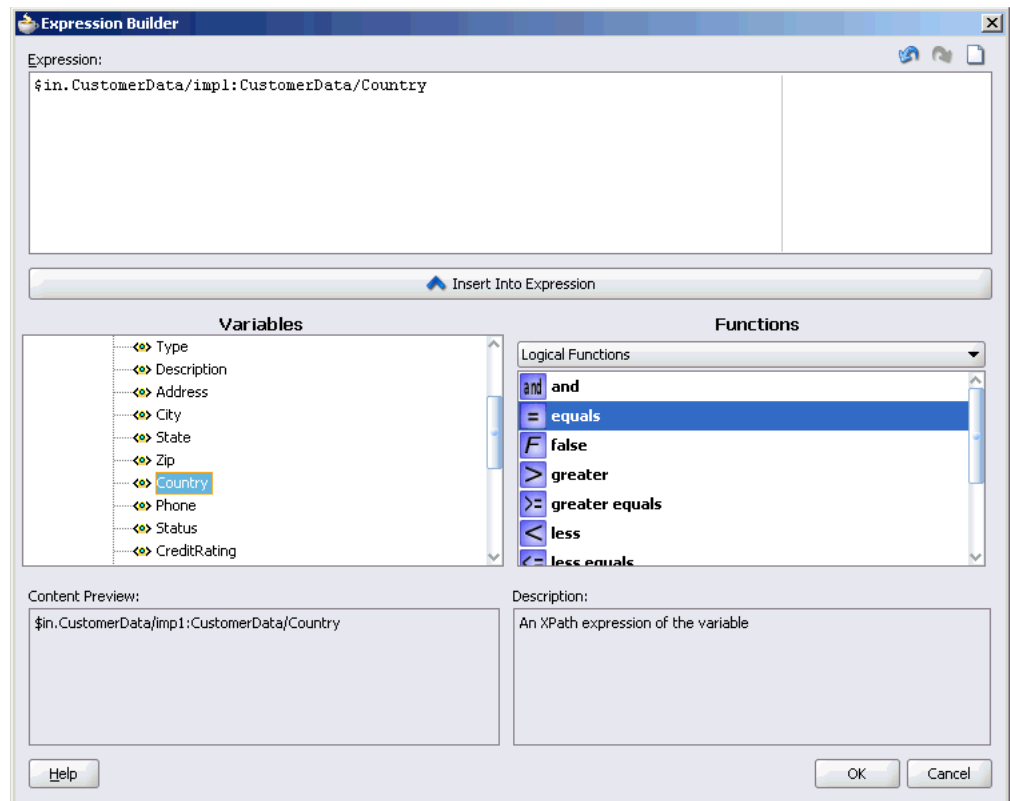 Expression Builder
Expression:
$in.CustomerData/imp1:CustomerData/Country
Insert Into Expression
Variables
Functions
Type
Description
Address
City
State
Zip
Country
Phone
Status
CreditRating
Logical Functions
and and
= equals
F false
> greater
>= greater equals
< less
<= less equals
Content Preview:
$in.CustomerData/imp1:CustomerData/Country
Description:
An XPath expression of the variable
Help
OK
Cancel